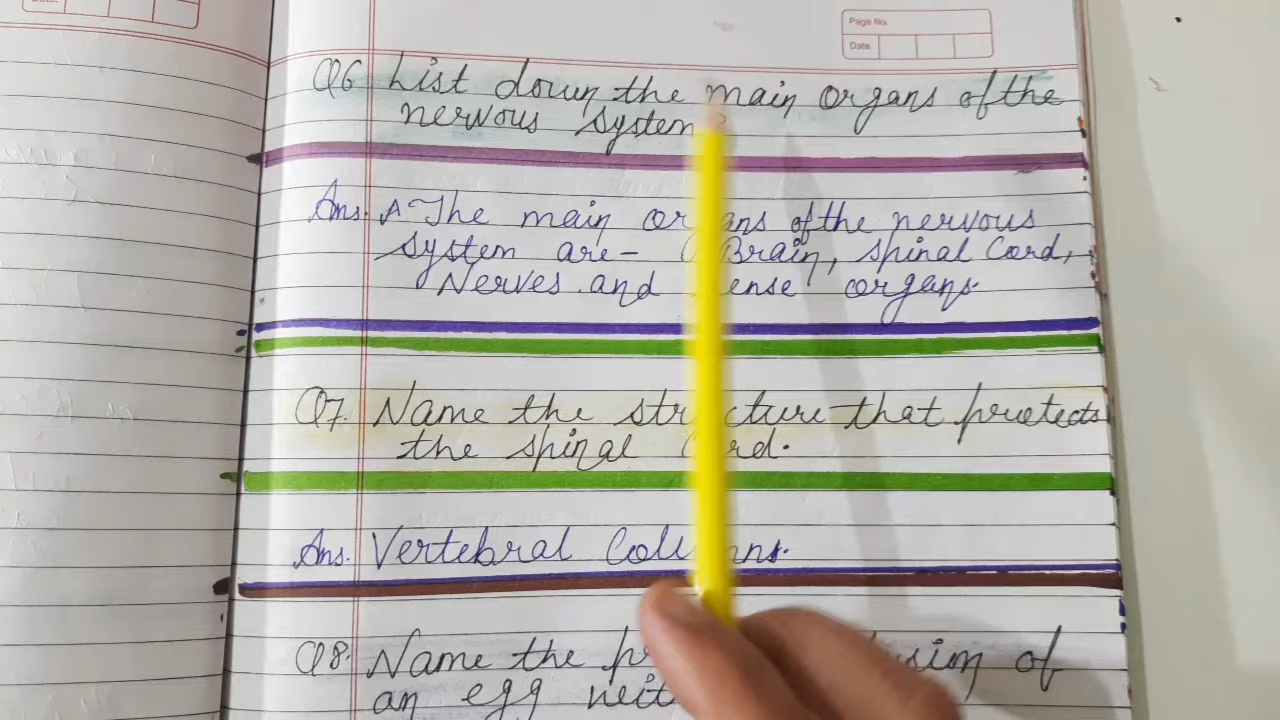 Date.
Page No.
Date.
Q6 List down the main organs of the
nervous system
Ans. A The main organs of the nervous
system are- Brain, spinal Cord,
Nerves and organs.
Q7. Name the that protects
the spinal
Ans. Vertebral
Q8. Name the of
an egg